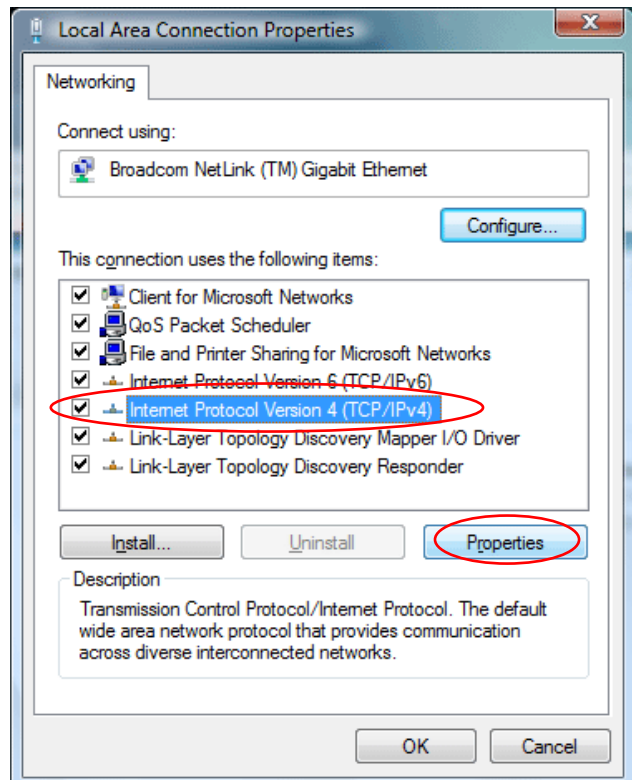 Local Area Connection Properties
Networking
Connect using:
Broadcom NetLink (TM) Gigabit Ethernet
Configure...
This connection uses the following items:
Client for Microsoft Networks
QoS Packet Scheduler
File and Printer Sharing for Microsoft Networks
Internet Protocol Version 6 (TCP/IPv6)
Internet Protocol Version 4 (TCP/IPv4)
Link-Layer Topology Discovery Mapper I/O Driver
Link-Layer Topology Discovery Responder
Install...
Uninstall
Properties
Description
Transmission Control Protocol/Internet Protocol. The default
wide area network protocol that provides communication
across diverse interconnected networks.
OK
Cancel